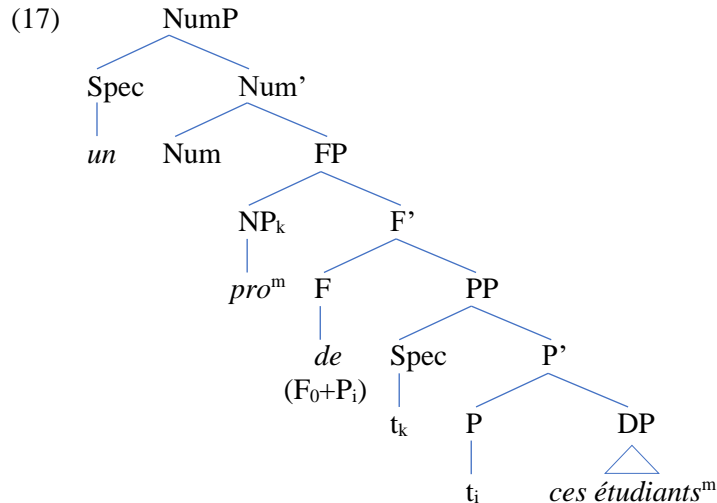 (17) NumP
Spec Num’
un Num FP
NPₖ F’
proᵐ F PP
de Spec P’
(F₀+Pᵢ)
tₖ P DP
tᵢ ces étudiantsᵐ